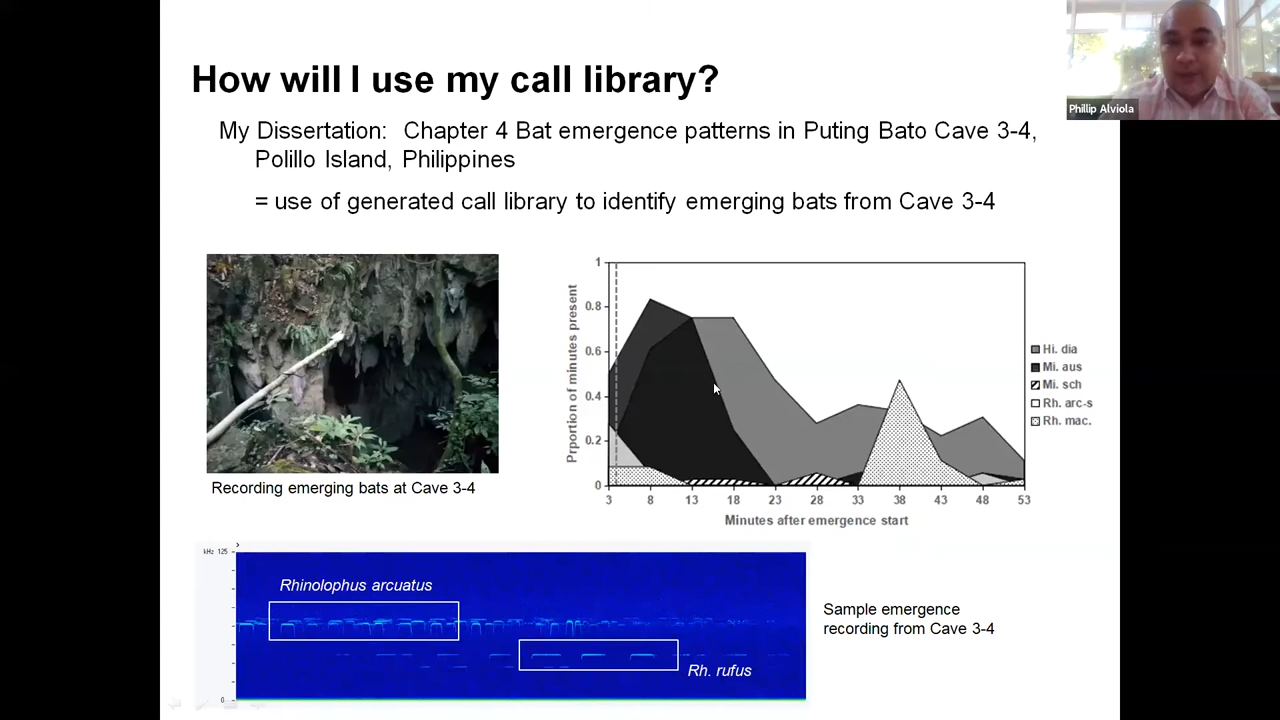 How will I use my call library?
Phillip Alviola
My Dissertation: Chapter 4 Bat emergence patterns in Puting Bato Cave 3-4,
Polillo Island, Philippines
= use of generated call library to identify emerging bats from Cave 3-4
Recording emerging bats at Cave 3-4
Prportion of minutes present
1
0.8
0.6
0.4
0.2
0
3 8 13 18 23 28 33 38 43 48 53
Minutes after emergence start
Hi. dia
Mi. aus
Mi. sch
Rh. arc-s
Rh. mac.
kHz 125
0
Rhinolophus arcuatus
Rh. rufus
Sample emergence
recording from Cave 3-4